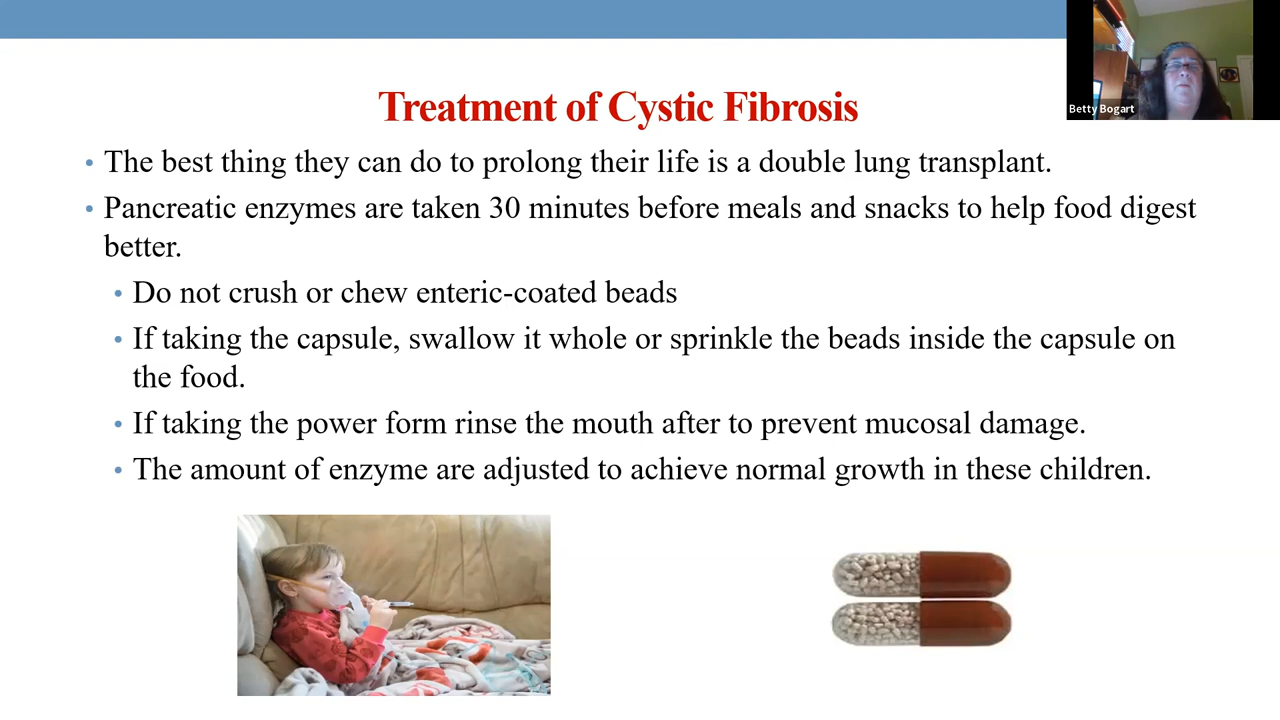 Betty Bogart
Treatment of Cystic Fibrosis
• The best thing they can do to prolong their life is a double lung transplant.
• Pancreatic enzymes are taken 30 minutes before meals and snacks to help food digest
better.
• Do not crush or chew enteric-coated beads
• If taking the capsule, swallow it whole or sprinkle the beads inside the capsule on
the food.
• If taking the power form rinse the mouth after to prevent mucosal damage.
• The amount of enzyme are adjusted to achieve normal growth in these children.